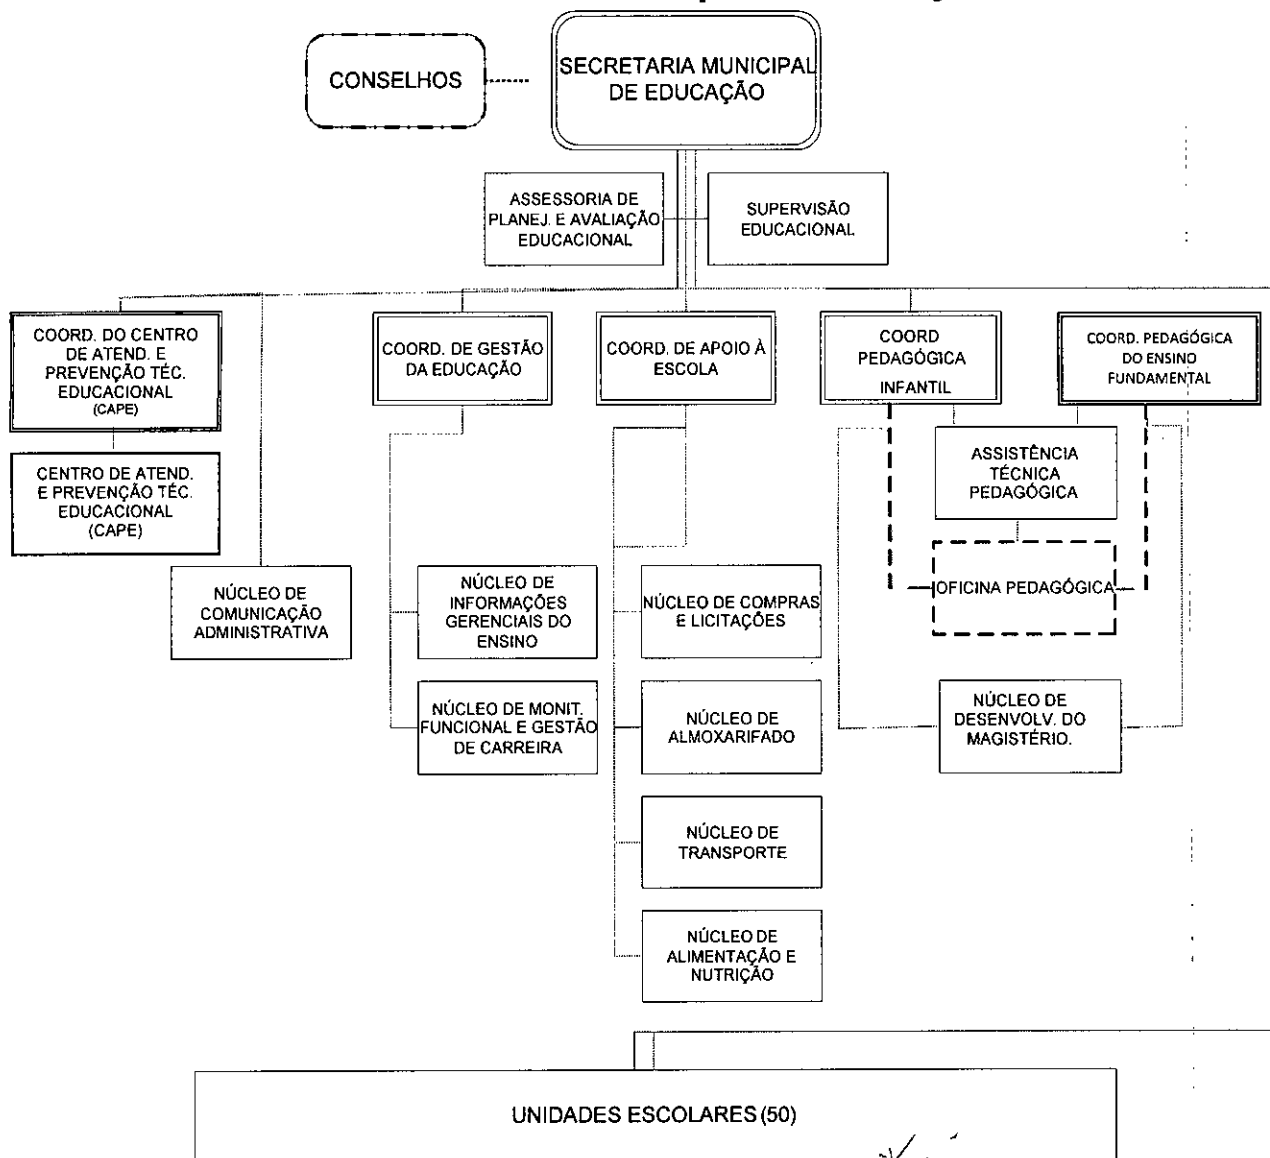 CONSELHOS
SECRETARIA MUNICIPAL
DE EDUCAÇÃO
ASSESSORIA DE
PLANEJ. E AVALIAÇÃO
EDUCACIONAL
SUPERVISÃO
EDUCACIONAL
COORD. DO CENTRO
DE ATEND. E
PREVENÇÃO TÉC.
EDUCACIONAL
(CAPE)
COORD. DE GESTÃO
DA EDUCAÇÃO
COORD. DE APOIO À
ESCOLA
COORD
PEDAGÓGICA
INFANTIL
COORD. PEDAGÓGICA
DO ENSINO
FUNDAMENTAL
CENTRO DE ATEND.
E PREVENÇÃO TÉC.
EDUCACIONAL
(CAPE)
ASSISTÊNCIA
TÉCNICA
PEDAGÓGICA
OFICINA PEDAGÓGICA
NÚCLEO DE
COMUNICAÇÃO
ADMINISTRATIVA
NÚCLEO DE
INFORMAÇÕES
GERENCIAIS DO
ENSINO
NÚCLEO DE COMPRAS
E LICITAÇÕES
NÚCLEO DE MONIT.
FUNCIONAL E GESTÃO
DE CARREIRA
NÚCLEO DE
ALMOXARIFADO
NÚCLEO DE
DESENVOLV. DO
MAGISTÉRIO.
NÚCLEO DE
TRANSPORTE
NÚCLEO DE
ALIMENTAÇÃO E
NUTRIÇÃO
UNIDADES ESCOLARES (50)